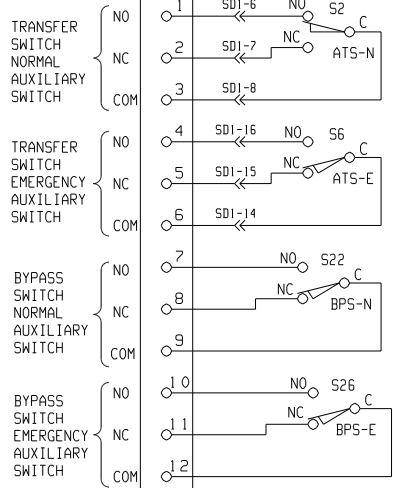 TRANSFER
SWITCH
NORMAL
AUXILIARY
SWITCH
NO 1 SD1-6 NO S2
C
NC 2 SD1-7 NC
ATS-N
COM 3 SD1-8
TRANSFER
SWITCH
EMERGENCY
AUXILIARY
SWITCH
NO 4 SD1-16 NO S6
C
NC 5 SD1-15 NC
ATS-E
COM 6 SD1-14
BYPASS
SWITCH
NORMAL
AUXILIARY
SWITCH
NO 7 NO S22
C
NC 8 NC
BPS-N
COM 9
BYPASS
SWITCH
EMERGENCY
AUXILIARY
SWITCH
NO 10 NO S26
C
NC 11 NC
BPS-E
COM 12